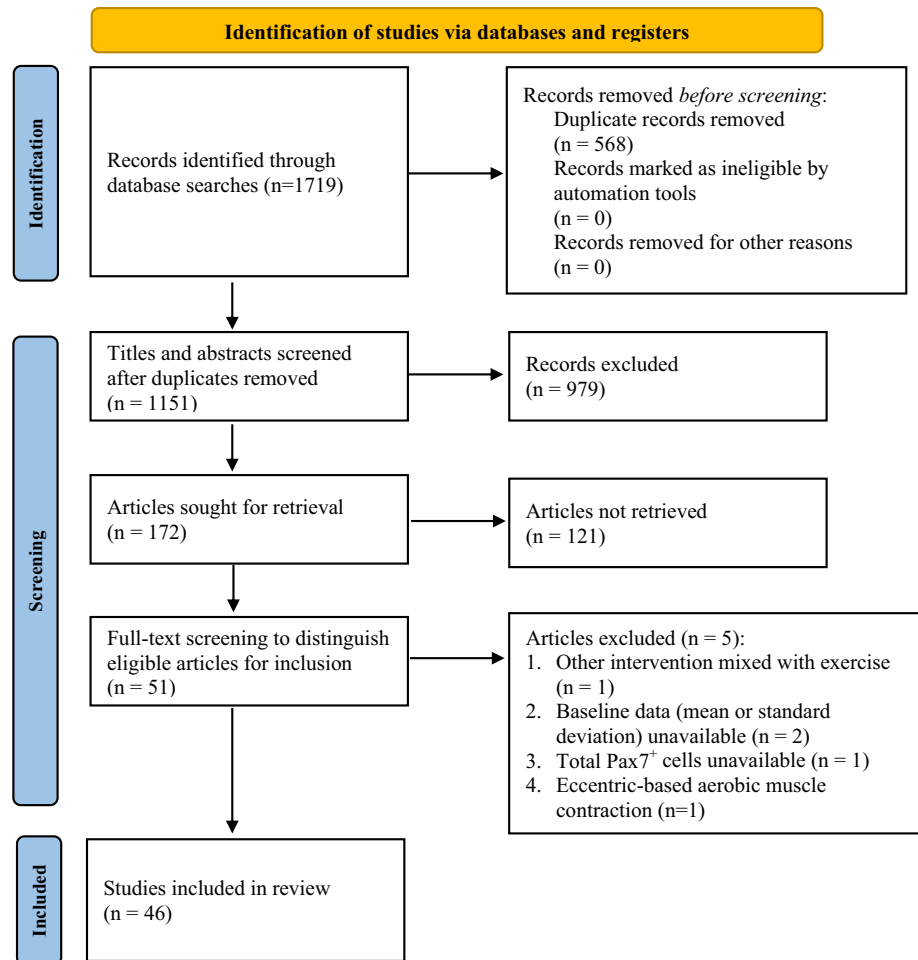 Identification of studies via databases and registers
Identification
Records identified through
database searches (n=1719)
Records removed before screening:
Duplicate records removed
(n = 568)
Records marked as ineligible by
automation tools
(n = 0)
Records removed for other reasons
(n = 0)
Screening
Titles and abstracts screened
after duplicates removed
(n = 1151)
Records excluded
(n = 979)
Articles sought for retrieval
(n = 172)
Articles not retrieved
(n = 121)
Full-text screening to distinguish
eligible articles for inclusion
(n = 51)
Articles excluded (n = 5):
1. Other intervention mixed with exercise
(n = 1)
2. Baseline data (mean or standard
deviation) unavailable (n = 2)
3. Total Pax7⁺ cells unavailable (n = 1)
4. Eccentric-based aerobic muscle
contraction (n=1)
Included
Studies included in review
(n = 46)